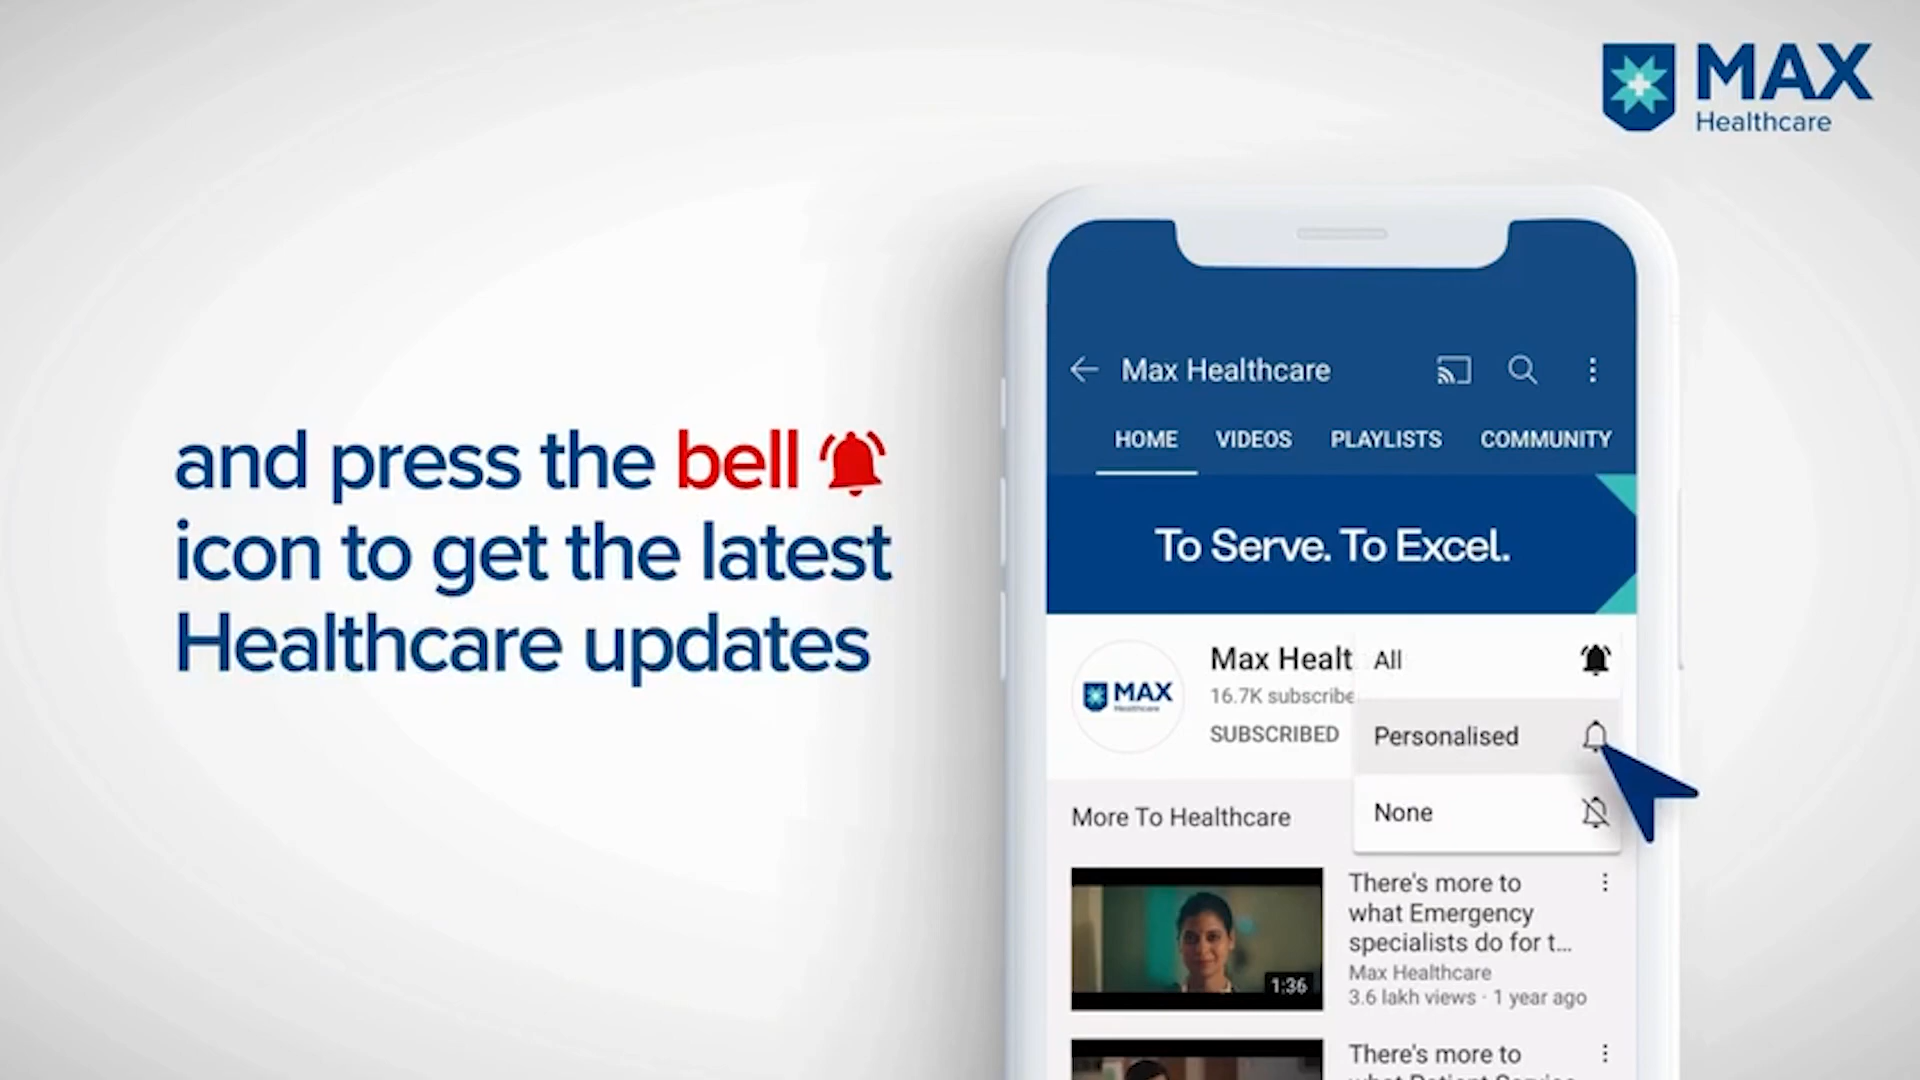 MAX
Healthcare
and press the bell
icon to get the latest
Healthcare updates
Max Healthcare
HOME VIDEOS PLAYLISTS COMMUNITY
To Serve. To Excel.
MAX
Healthcare
Max Healt
16.7K subscribe
SUBSCRIBED
All
Personalised
None
More To Healthcare
1:36
There's more to
what Emergency
specialists do for t...
Max Healthcare
3.6 lakh views · 1 year ago
There's more to